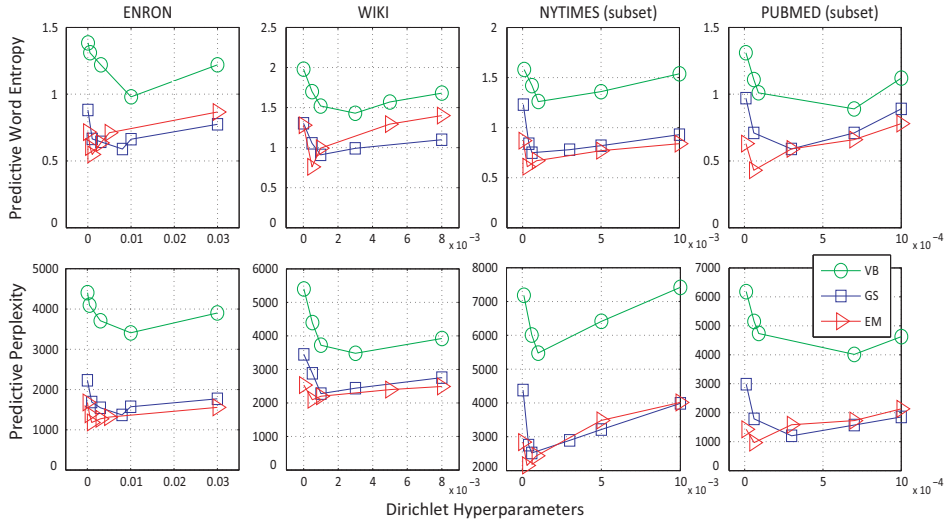 ENRON
WIKI
NYTIMES (subset)
PUBMED (subset)
Predictive Word Entropy
1.5
1
0.5
0
0 0.01 0.02 0.03
2.5
2
1.5
1
0.5
0
0 2 4 6 8
x 10⁻³
2
1.5
1
0.5
0
0 5 10
x 10⁻³
1.5
1
0.5
0
0 5 10
x 10⁻⁴
Predictive Perplexity
5000
4000
3000
2000
1000
0
0 0.01 0.02 0.03
6000
5000
4000
3000
2000
1000
0
0 2 4 6 8
x 10⁻³
8000
7000
6000
5000
4000
3000
2000
0 5 10
x 10⁻³
7000
6000
5000
4000
3000
2000
1000
0
0 5 10
x 10⁻⁴
VB
GS
EM
Dirichlet Hyperparameters